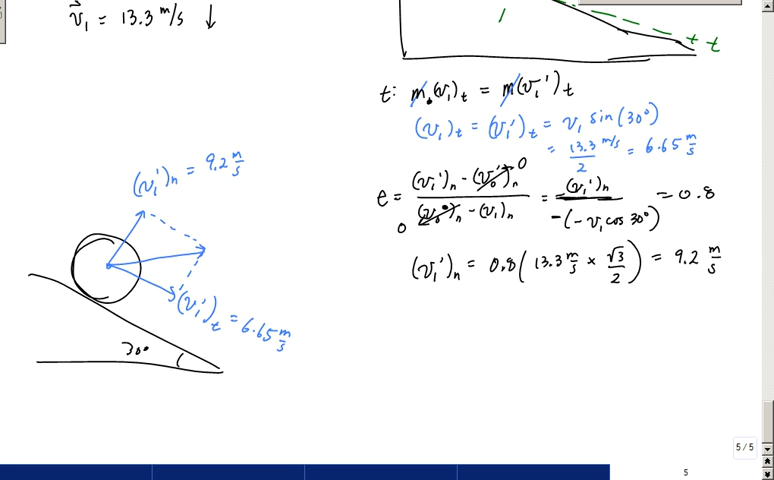 v⃗₁ = 13.3 m/s ↓
+ t
t: m.(v₁)ₜ = m(v₁')ₜ
(v₁)ₜ = (v₁')ₜ = v₁ sin(30°)
= 13.3 m/s / 2 = 6.65 m/s
e = (v₁')ₙ - (v₀')ₙ⁰ / ₀(v₀)ₙ - (v₁)ₙ = (v₁')ₙ / -(-v₁ cos 30°) = 0.8
(v₁')ₙ = 0.8 ( 13.3 m/s × √3/2 ) = 9.2 m/s
(v₁')ₙ = 9.2 m/s
(v₁')ₜ = 6.65 m/s
30°
5/5
5